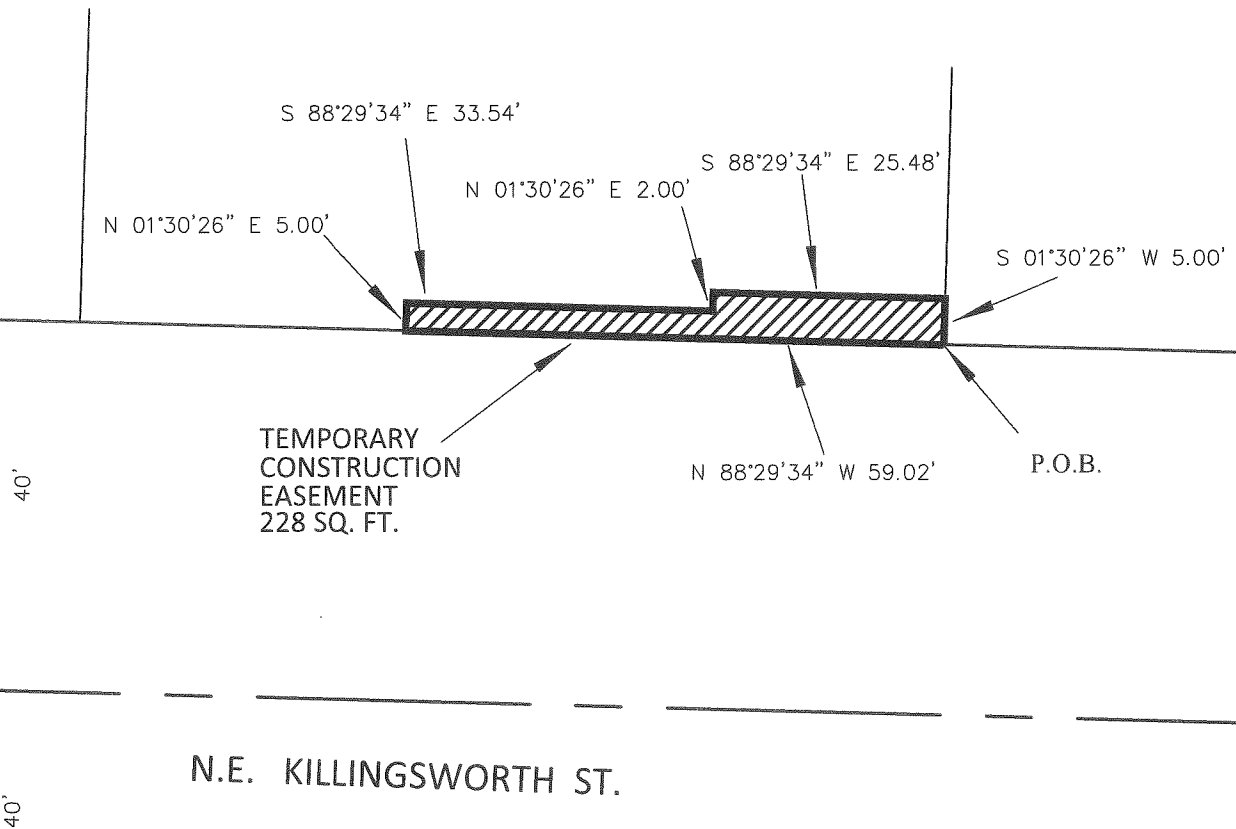 S 88°29'34" E 33.54'
S 88°29'34" E 25.48'
N 01°30'26" E 2.00'
N 01°30'26" E 5.00'
S 01°30'26" W 5.00'
TEMPORARY
CONSTRUCTION
EASEMENT
228 SQ. FT.
N 88°29'34" W 59.02'
P.O.B.
40'
N.E. KILLINGSWORTH ST.
40'